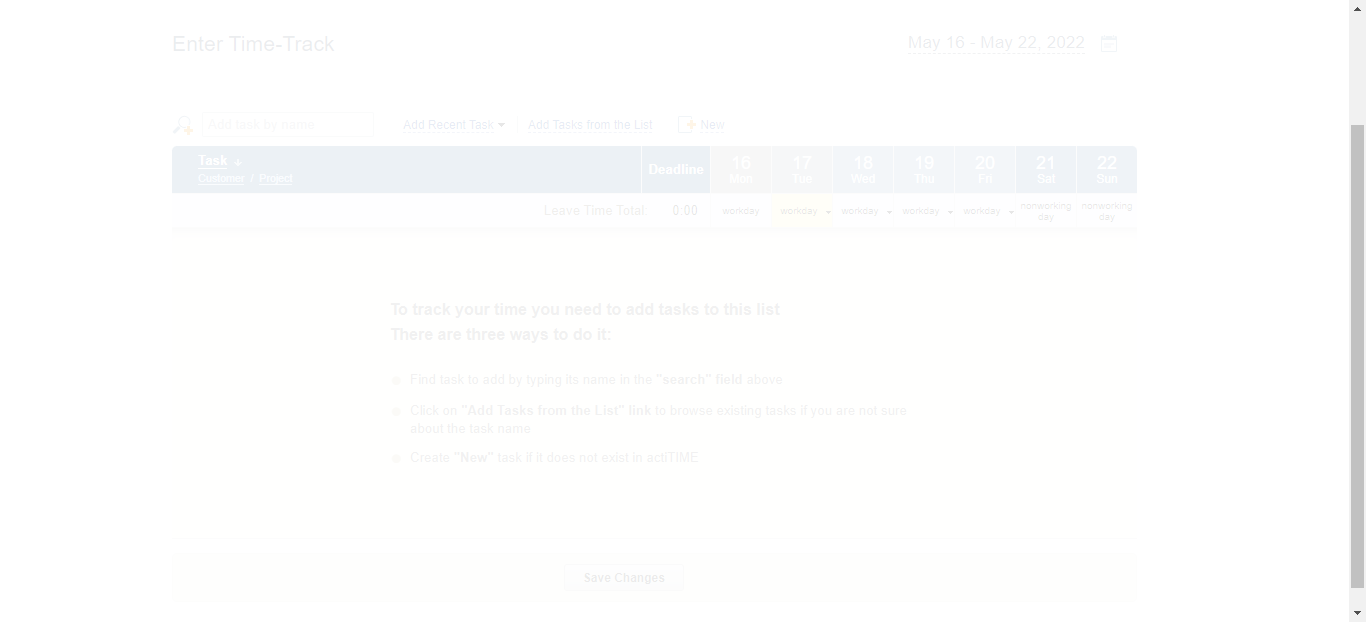 Enter Time-Track
May 16 - May 22, 2022
Add task by name
Add Recent Task
Add Tasks from the List
New
Task
Customer / Project
Deadline
16 Mon
17 Tue
18 Wed
19 Thu
20 Fri
21 Sat
22 Sun
Leave Time Total: 0:00
workday
workday
workday
workday
workday
nonworking day
nonworking day
To track your time you need to add tasks to this list
There are three ways to do it:
Find task to add by typing its name in the "search" field above
Click on "Add Tasks from the List" link to browse existing tasks if you are not sure
about the task name
Create "New" task if it does not exist in actiTIME
Save Changes